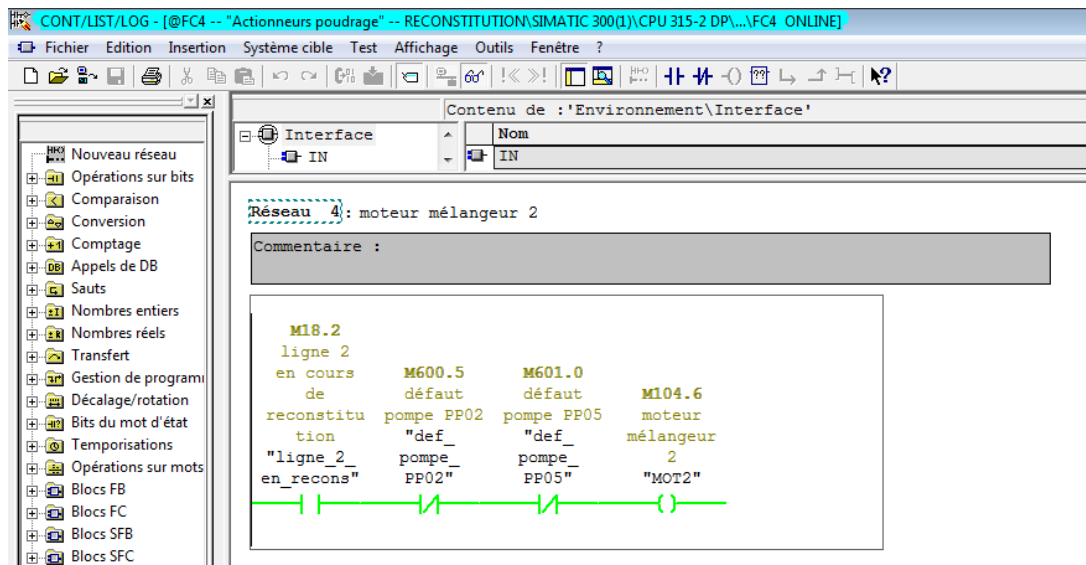 CONT/LIST/LOG - [@FC4 -- "Actionneurs poudrage" -- RECONSTITUTION\SIMATIC 300(1)\CPU 315-2 DP\...\FC4 ONLINE]
Fichier Edition Insertion Système cible Test Affichage Outils Fenêtre ?
Contenu de :'Environnement\Interface'
Interface
IN
Nom
IN
Nouveau réseau
Opérations sur bits
Comparaison
Conversion
Comptage
Appels de DB
Sauts
Nombres entiers
Nombres réels
Transfert
Gestion de programm
Décalage/rotation
Bits du mot d'état
Temporisations
Opérations sur mots
Blocs FB
Blocs FC
Blocs SFB
Blocs SFC
Réseau 4: moteur mélangeur 2
Commentaire :
M18.2
ligne 2
en cours
de
reconstitu
tion
"ligne_2_
en_recons"
M600.5
défaut
pompe PP02
"def_
pompe_
PP02"
M601.0
défaut
pompe PP05
"def_
pompe_
PP05"
M104.6
moteur
mélangeur
2
"MOT2"